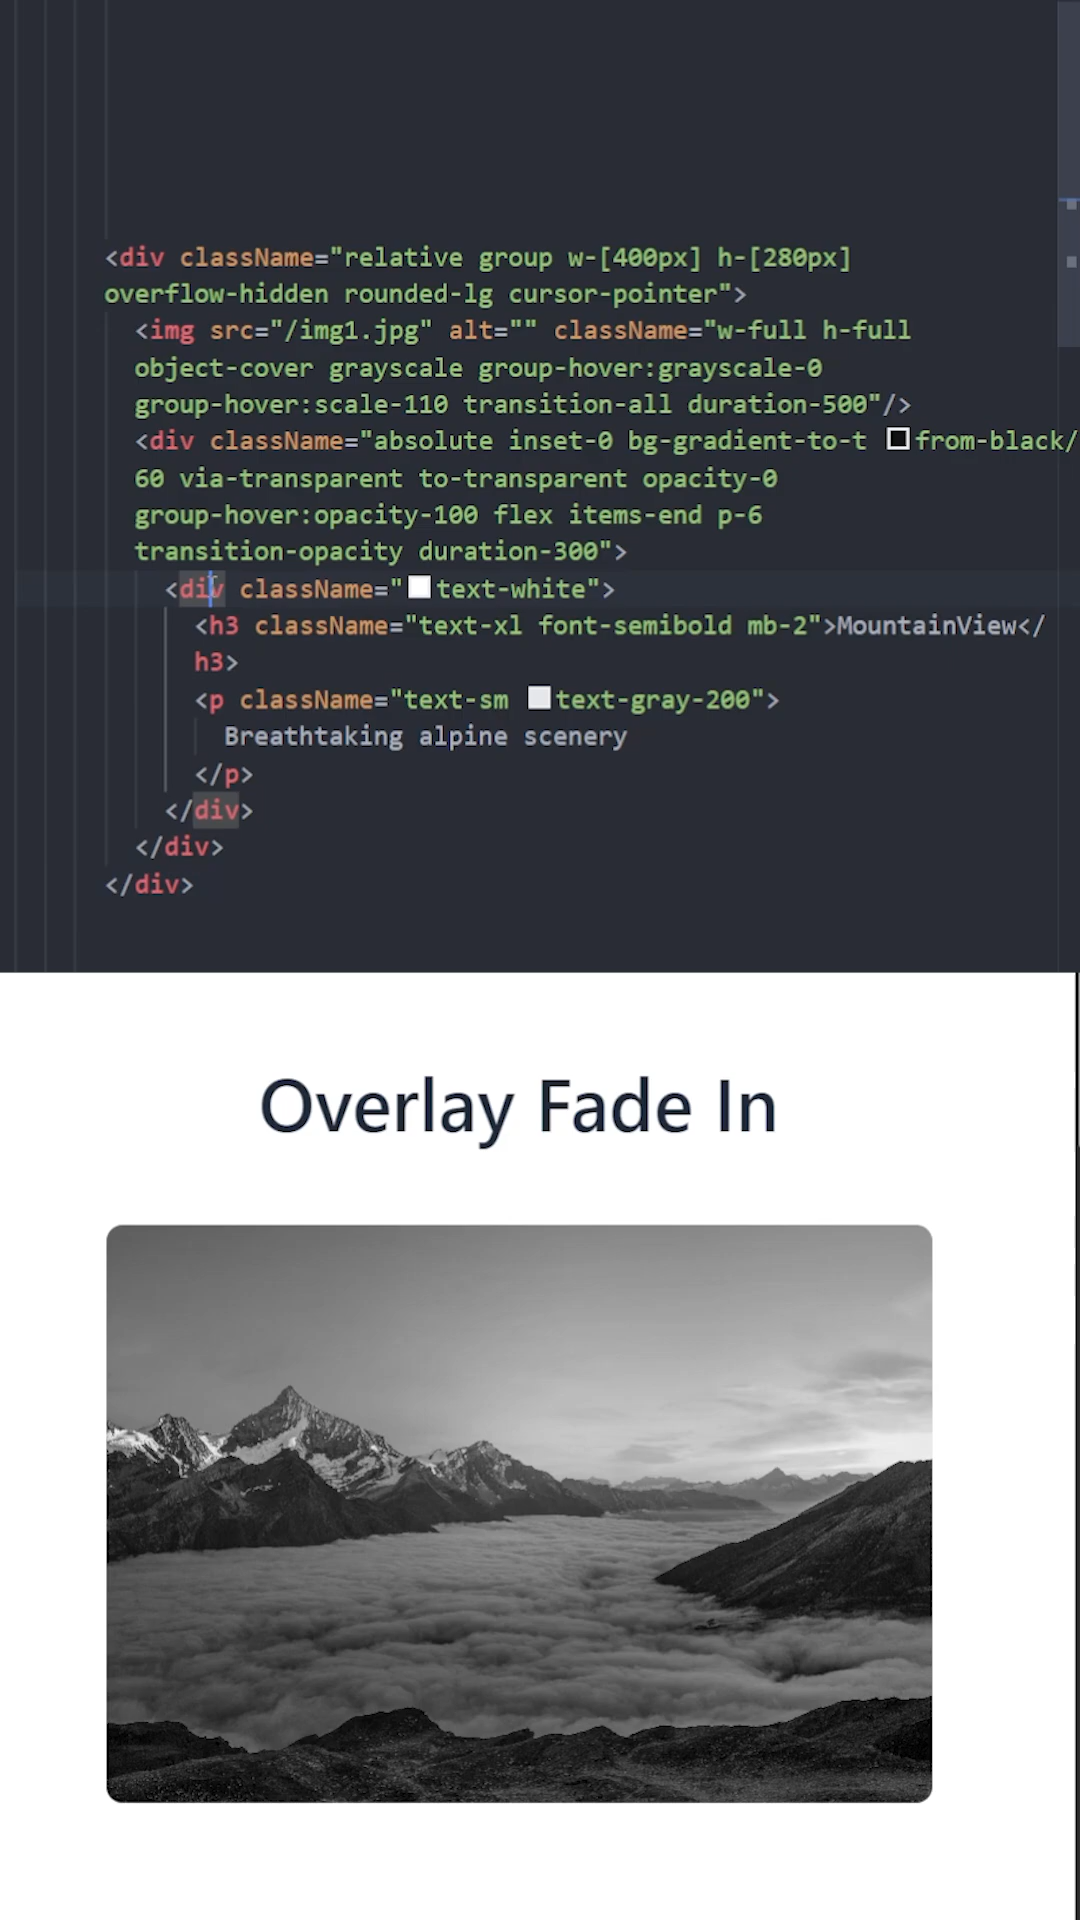 <div className="relative group w-[400px] h-[280px]
overflow-hidden rounded-lg cursor-pointer">
<img src="/img1.jpg" alt="" className="w-full h-full
object-cover grayscale group-hover:grayscale-0
group-hover:scale-110 transition-all duration-500"/>
<div className="absolute inset-0 bg-gradient-to-t from-black/
60 via-transparent to-transparent opacity-0
group-hover:opacity-100 flex items-end p-6
transition-opacity duration-300">
<div className="text-white">
<h3 className="text-xl font-semibold mb-2">MountainView</
h3>
<p className="text-sm text-gray-200">
Breathtaking alpine scenery
</p>
</div>
</div>
</div>
Overlay Fade In